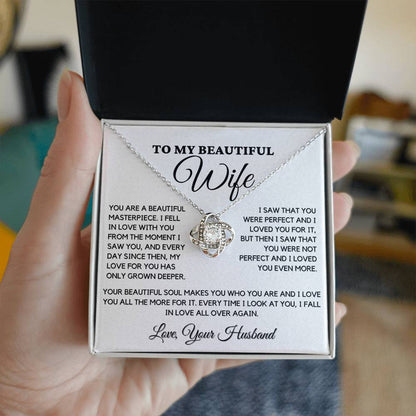 TO MY BEAUTIFUL
Wife
YOU ARE A BEAUTIFUL
MASTERPIECE. I FELL
IN LOVE WITH YOU
FROM THE MOMENT I
SAW YOU, AND EVERY
DAY SINCE THEN, MY
LOVE FOR YOU HAS
ONLY GROWN DEEPER.
I SAW THAT YOU
WERE PERFECT AND I
LOVED YOU FOR IT,
BUT THEN I SAW THAT
YOU WERE NOT
PERFECT AND I LOVED
YOU EVEN MORE.
YOUR BEAUTIFUL SOUL MAKES YOU WHO YOU ARE AND I LOVE
YOU ALL THE MORE FOR IT. EVERY TIME I LOOK AT YOU, I FALL
IN LOVE ALL OVER AGAIN.
Love, Your Husband